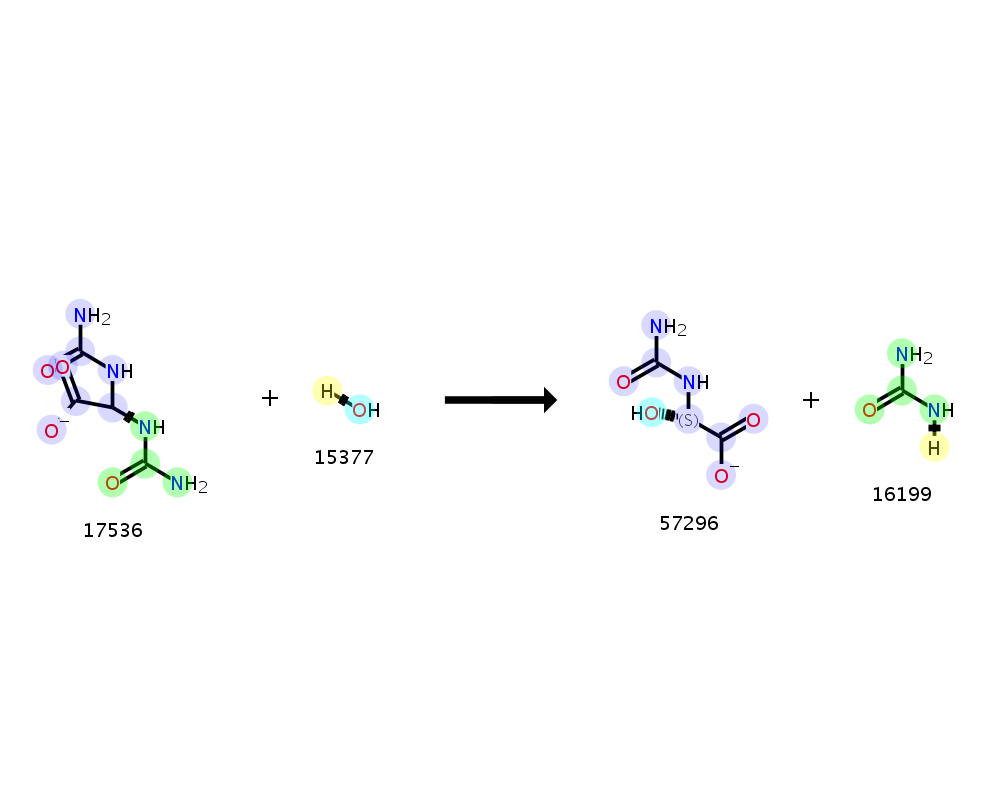 NH2
O O NH
O−
NH
O NH2
17536
+
H
OH
15377
NH2
O NH
HO (S) O
O−
57296
+
NH2
O NH
H
16199